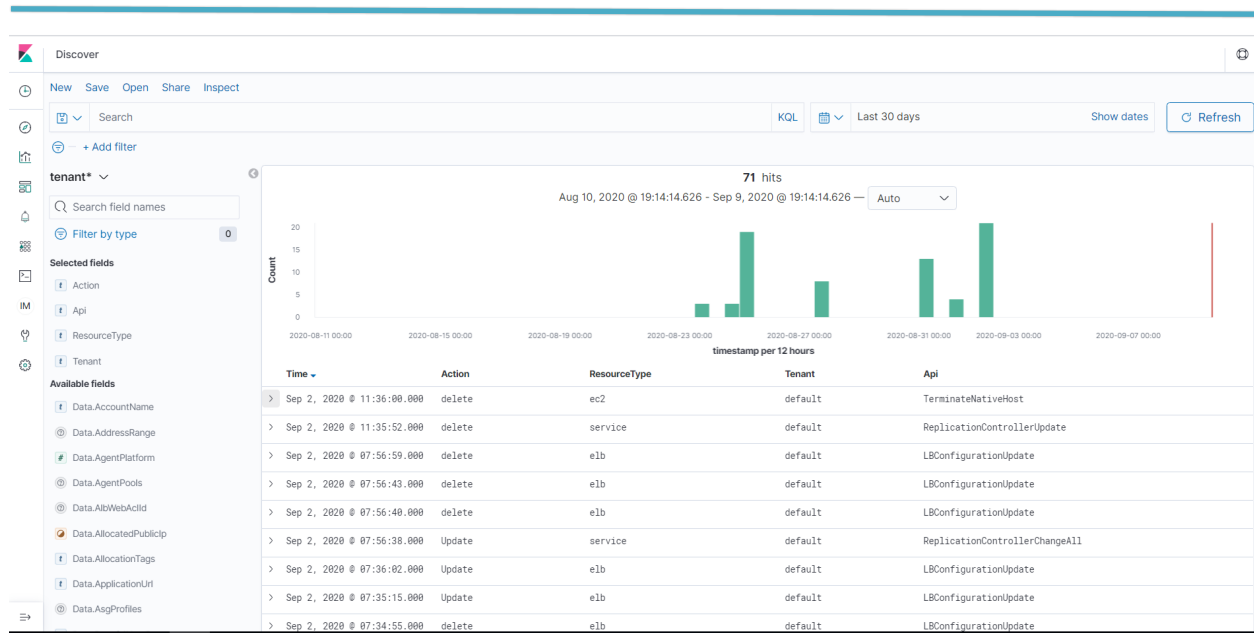 Discover
New Save Open Share Inspect
Search KQL Last 30 days Show dates Refresh
+ Add filter
tenant*
Search field names
Filter by type 0
Selected fields
t Action
t Api
t ResourceType
t Tenant
Available fields
t Data.AccountName
Data.AddressRange
# Data.AgentPlatform
Data.AgentPools
Data.AlbWebAclId
Data.AllocatedPublicIp
t Data.AllocationTags
t Data.ApplicationUrl
Data.AsgProfiles
IM
71 hits
Aug 10, 2020 @ 19:14:14.626 - Sep 9, 2020 @ 19:14:14.626 — Auto
Count
20
15
10
5
0
2020-08-11 00:00 2020-08-15 00:00 2020-08-19 00:00 2020-08-23 00:00 2020-08-27 00:00 2020-08-31 00:00 2020-09-03 00:00 2020-09-07 00:00
timestamp per 12 hours
Time Action ResourceType Tenant Api
Sep 2, 2020 @ 11:36:00.000 delete ec2 default TerminateNativeHost
Sep 2, 2020 @ 11:35:52.000 delete service default ReplicationControllerUpdate
Sep 2, 2020 @ 07:56:59.000 delete elb default LBConfigurationUpdate
Sep 2, 2020 @ 07:56:43.000 delete elb default LBConfigurationUpdate
Sep 2, 2020 @ 07:56:40.000 delete elb default LBConfigurationUpdate
Sep 2, 2020 @ 07:56:38.000 Update service default ReplicationControllerChangeAll
Sep 2, 2020 @ 07:36:02.000 Update elb default LBConfigurationUpdate
Sep 2, 2020 @ 07:35:15.000 Update elb default LBConfigurationUpdate
Sep 2, 2020 @ 07:34:55.000 delete elb default LBConfigurationUpdate